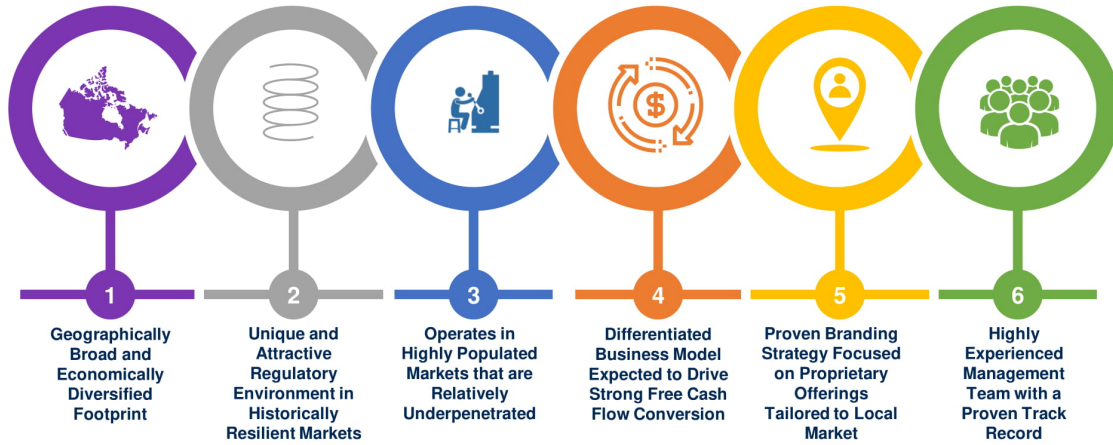 1
Geographically
Broad and
Economically
Diversified
Footprint
2
Unique and
Attractive
Regulatory
Environment in
Historically
Resilient Markets
3
Operates in
Highly Populated
Markets that are
Relatively
Underpenetrated
4
Differentiated
Business Model
Expected to Drive
Strong Free Cash
Flow Conversion
5
Proven Branding
Strategy Focused
on Proprietary
Offerings
Tailored to Local
Market
6
Highly
Experienced
Management
Team with a
Proven Track
Record
$